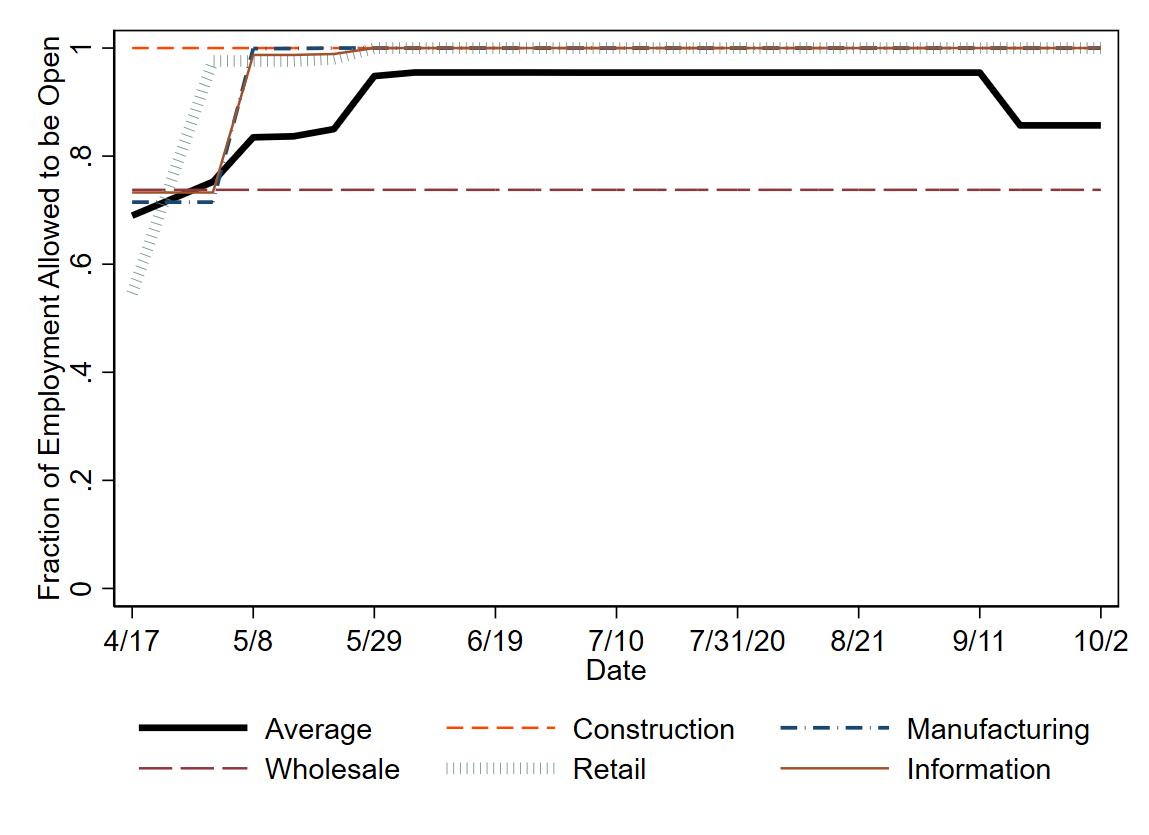 Fraction of Employment Allowed to be Open
1
.8
.6
.4
.2
0
4/17 5/8 5/29 6/19 7/10 7/31/20 8/21 9/11 10/2
Date
Average Construction Manufacturing
Wholesale Retail Information